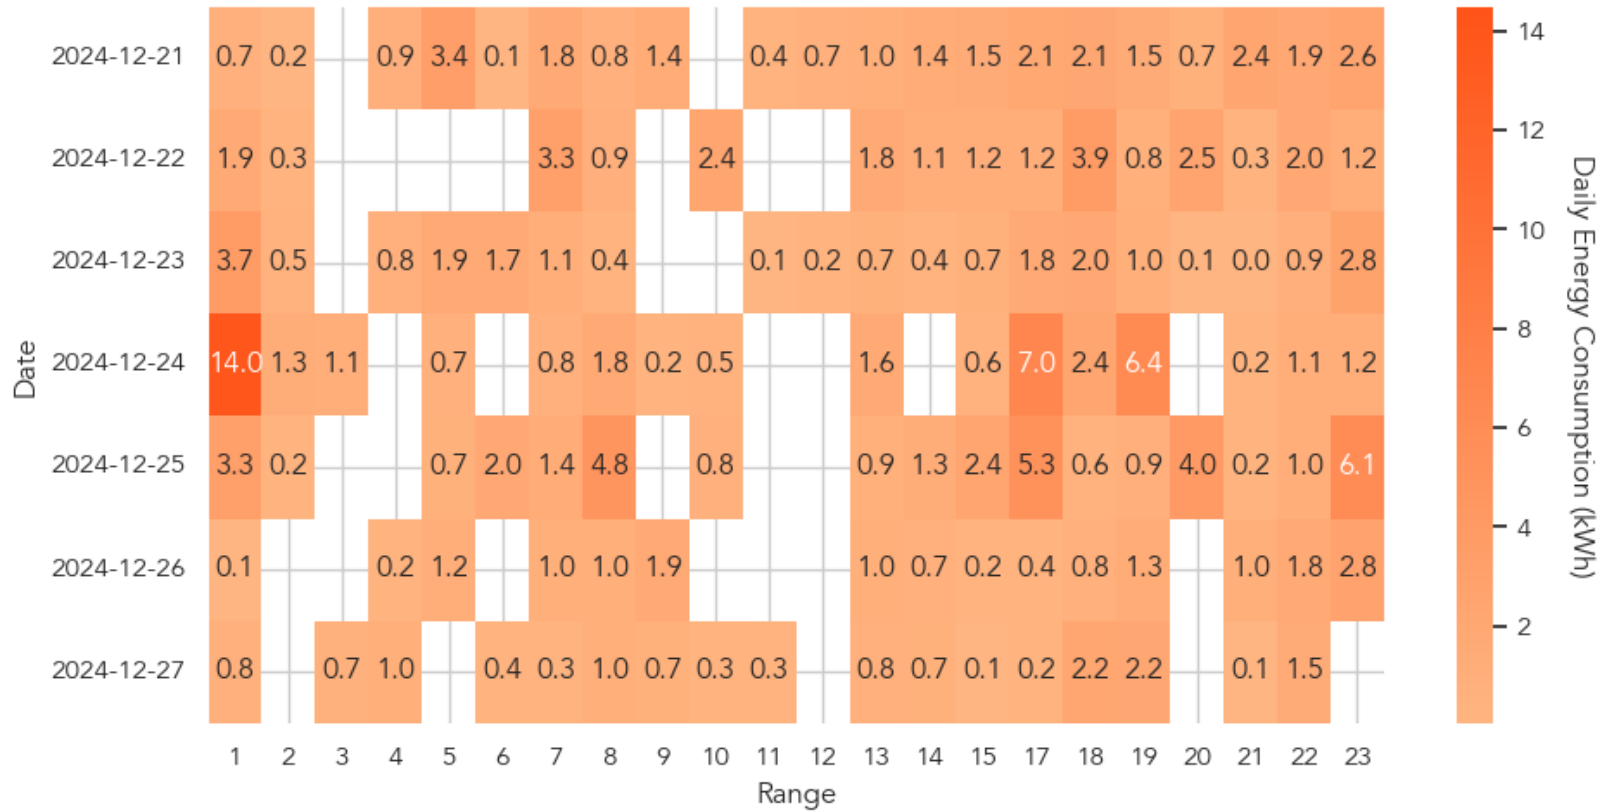 2024-12-21 0.7 0.2 0.9 3.4 0.1 1.8 0.8 1.4 0.4 0.7 1.0 1.4 1.5 2.1 2.1 1.5 0.7 2.4 1.9 2.6
2024-12-22 1.9 0.3 3.3 0.9 2.4 1.8 1.1 1.2 1.2 3.9 0.8 2.5 0.3 2.0 1.2
2024-12-23 3.7 0.5 0.8 1.9 1.7 1.1 0.4 0.1 0.2 0.7 0.4 0.7 1.8 2.0 1.0 0.1 0.0 0.9 2.8
2024-12-24 14.0 1.3 1.1 0.7 0.8 1.8 0.2 0.5 1.6 0.6 7.0 2.4 6.4 0.2 1.1 1.2
2024-12-25 3.3 0.2 0.7 2.0 1.4 4.8 0.8 0.9 1.3 2.4 5.3 0.6 0.9 4.0 0.2 1.0 6.1
2024-12-26 0.1 0.2 1.2 1.0 1.0 1.9 1.0 0.7 0.2 0.4 0.8 1.3 1.0 1.8 2.8
2024-12-27 0.8 0.7 1.0 0.4 0.3 1.0 0.7 0.3 0.3 0.8 0.7 0.1 0.2 2.2 2.2 0.1 1.5
1 2 3 4 5 6 7 8 9 10 11 12 13 14 15 17 18 19 20 21 22 23
Range
Date
14
12
10
8
6
4
2
Daily Energy Consumption (kWh)